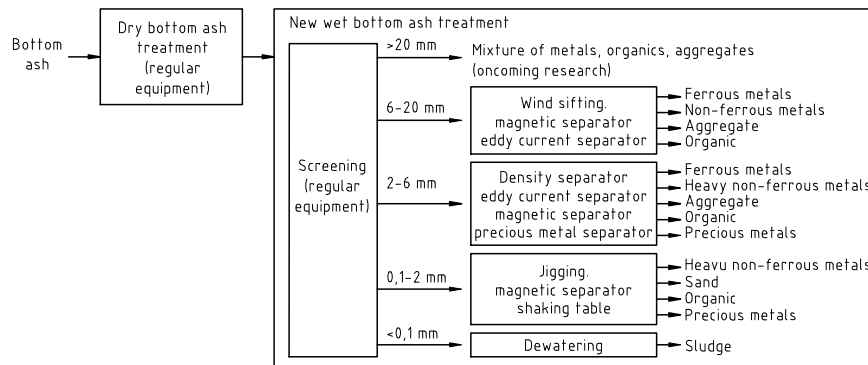 Bottom
ash
Dry bottom ash
treatment
(regular
equipment)
New wet bottom ash treatment
Screening
(regular
equipment)
>20 mm
Mixture of metals, organics, aggregates
(oncoming research)
6-20 mm
Wind sifting.
magnetic separator
eddy current separator
Ferrous metals
Non-ferrous metals
Aggregate
Organic
2-6 mm
Density separator
eddy current separator
magnetic separator
precious metal separator
Ferrous metals
Heavy non-ferrous metals
Aggregate
Organic
Precious metals
0,1-2 mm
Jigging.
magnetic separator
shaking table
Heavu non-ferrous metals
Sand
Organic
Precious metals
<0,1 mm
Dewatering
Sludge